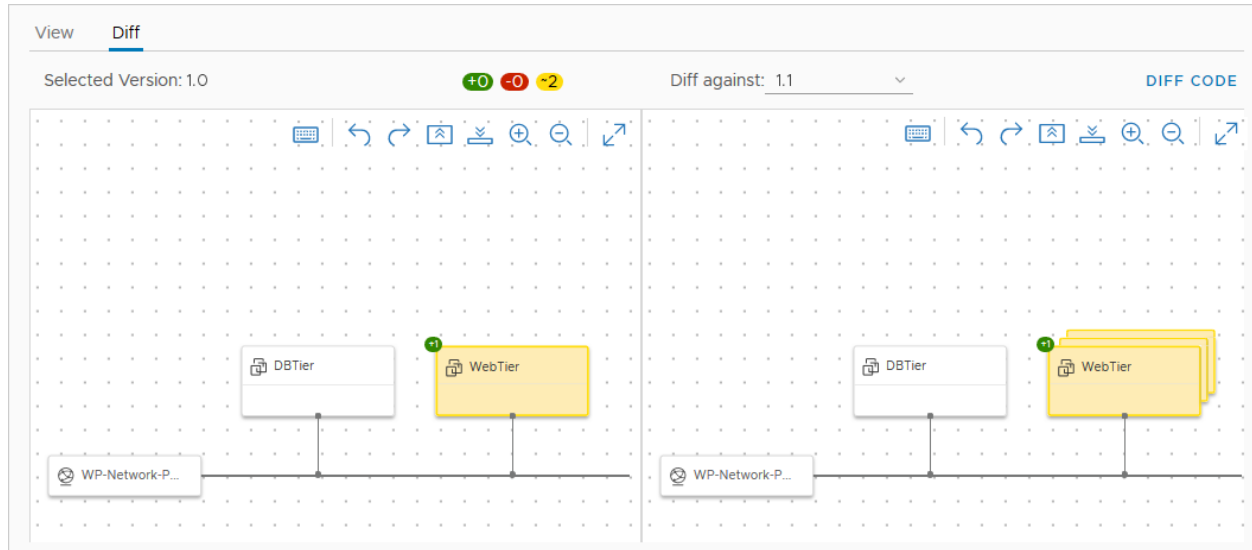 View Diff
Selected Version: 1.0 +0 -0 ~2 Diff against: 1.1 DIFF CODE
+1 +1
DBTier WebTier DBTier WebTier
WP-Network-P... WP-Network-P...